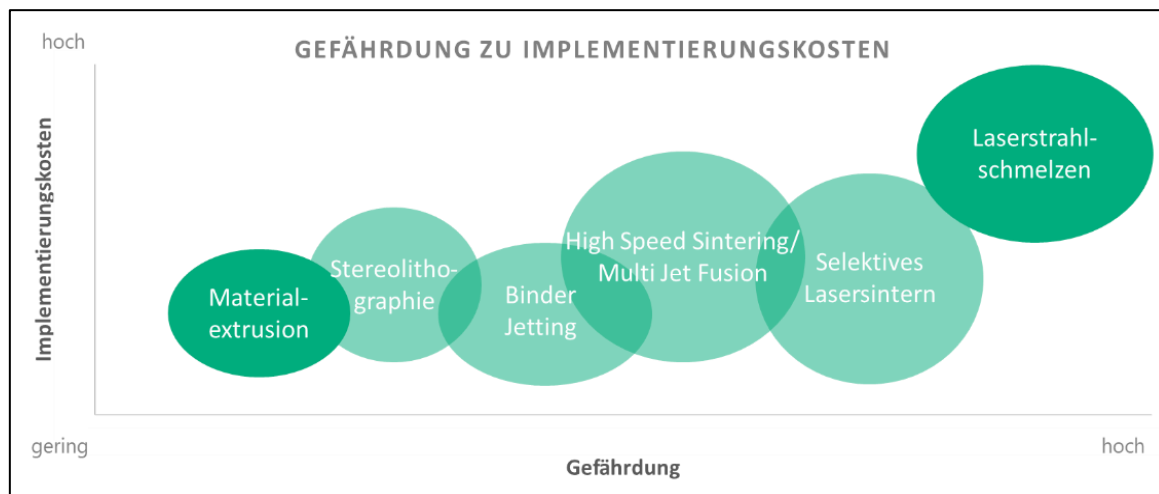 hoch
GEFÄHRDUNG ZU IMPLEMENTIERUNGSKOSTEN
Implementierungskosten
Laserstrahl-
schmelzen
High Speed Sintering/
Multi Jet Fusion
Selektives
Lasersintern
Stereolitho-
graphie
Binder
Jetting
Material-
extrusion
gering
hoch
Gefährdung